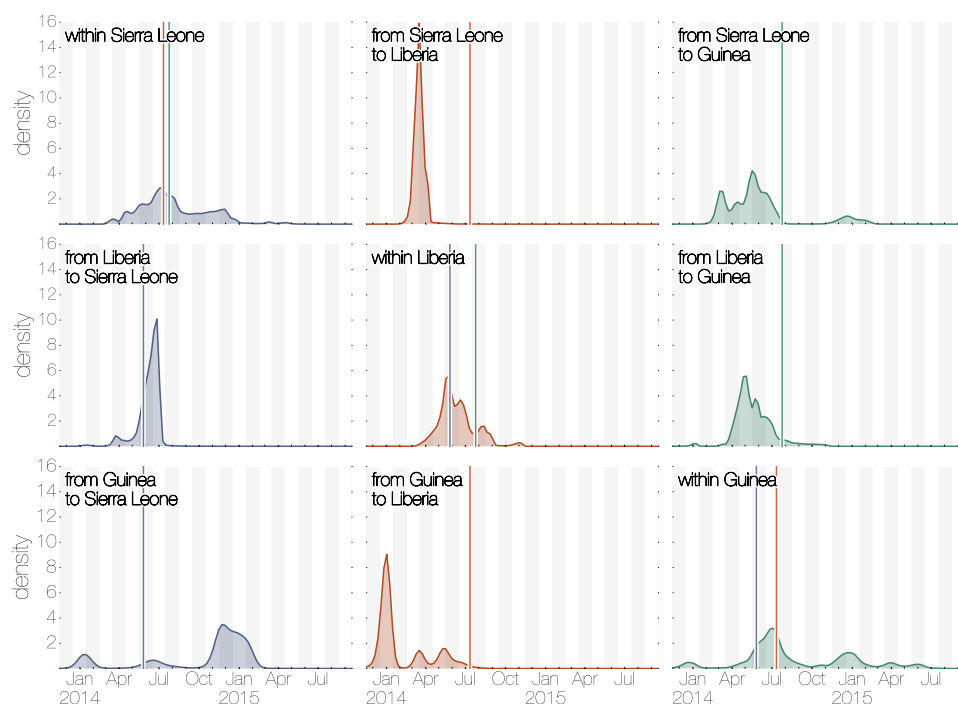 16 within Sierra Leone from Sierra Leone from Sierra Leone
14 to Liberia to Guinea
12
density
10
8
6
4
2
16 from Liberia within Liberia from Liberia
14 to Sierra Leone to Guinea
12
density
10
8
6
4
2
16 from Guinea from Guinea within Guinea
14 to Sierra Leone to Liberia
12
density
10
8
6
4
2
Jan Apr Jul Oct Jan Apr Jul Jan Apr Jul Oct Jan Apr Jul Jan Apr Jul Oct Jan Apr Jul
2014 2015 2014 2015 2014 2015